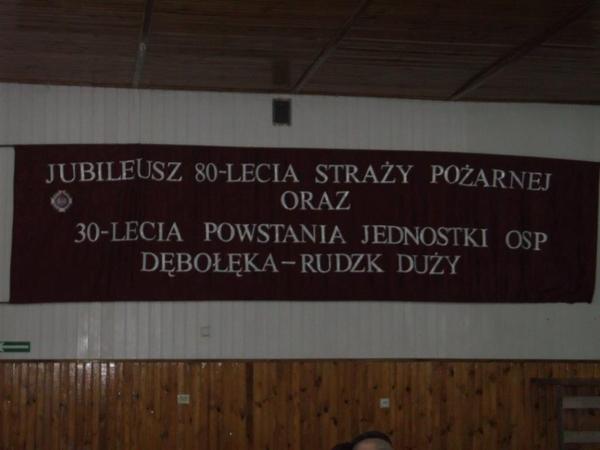 JUBILEUSZ 80-LECIA STRAŻY POŻARNEJ
ORAZ
30-LECIA POWSTANIA JEDNOSTKI OSP
DĘBOŁĘKA – RUDZK DUŻY